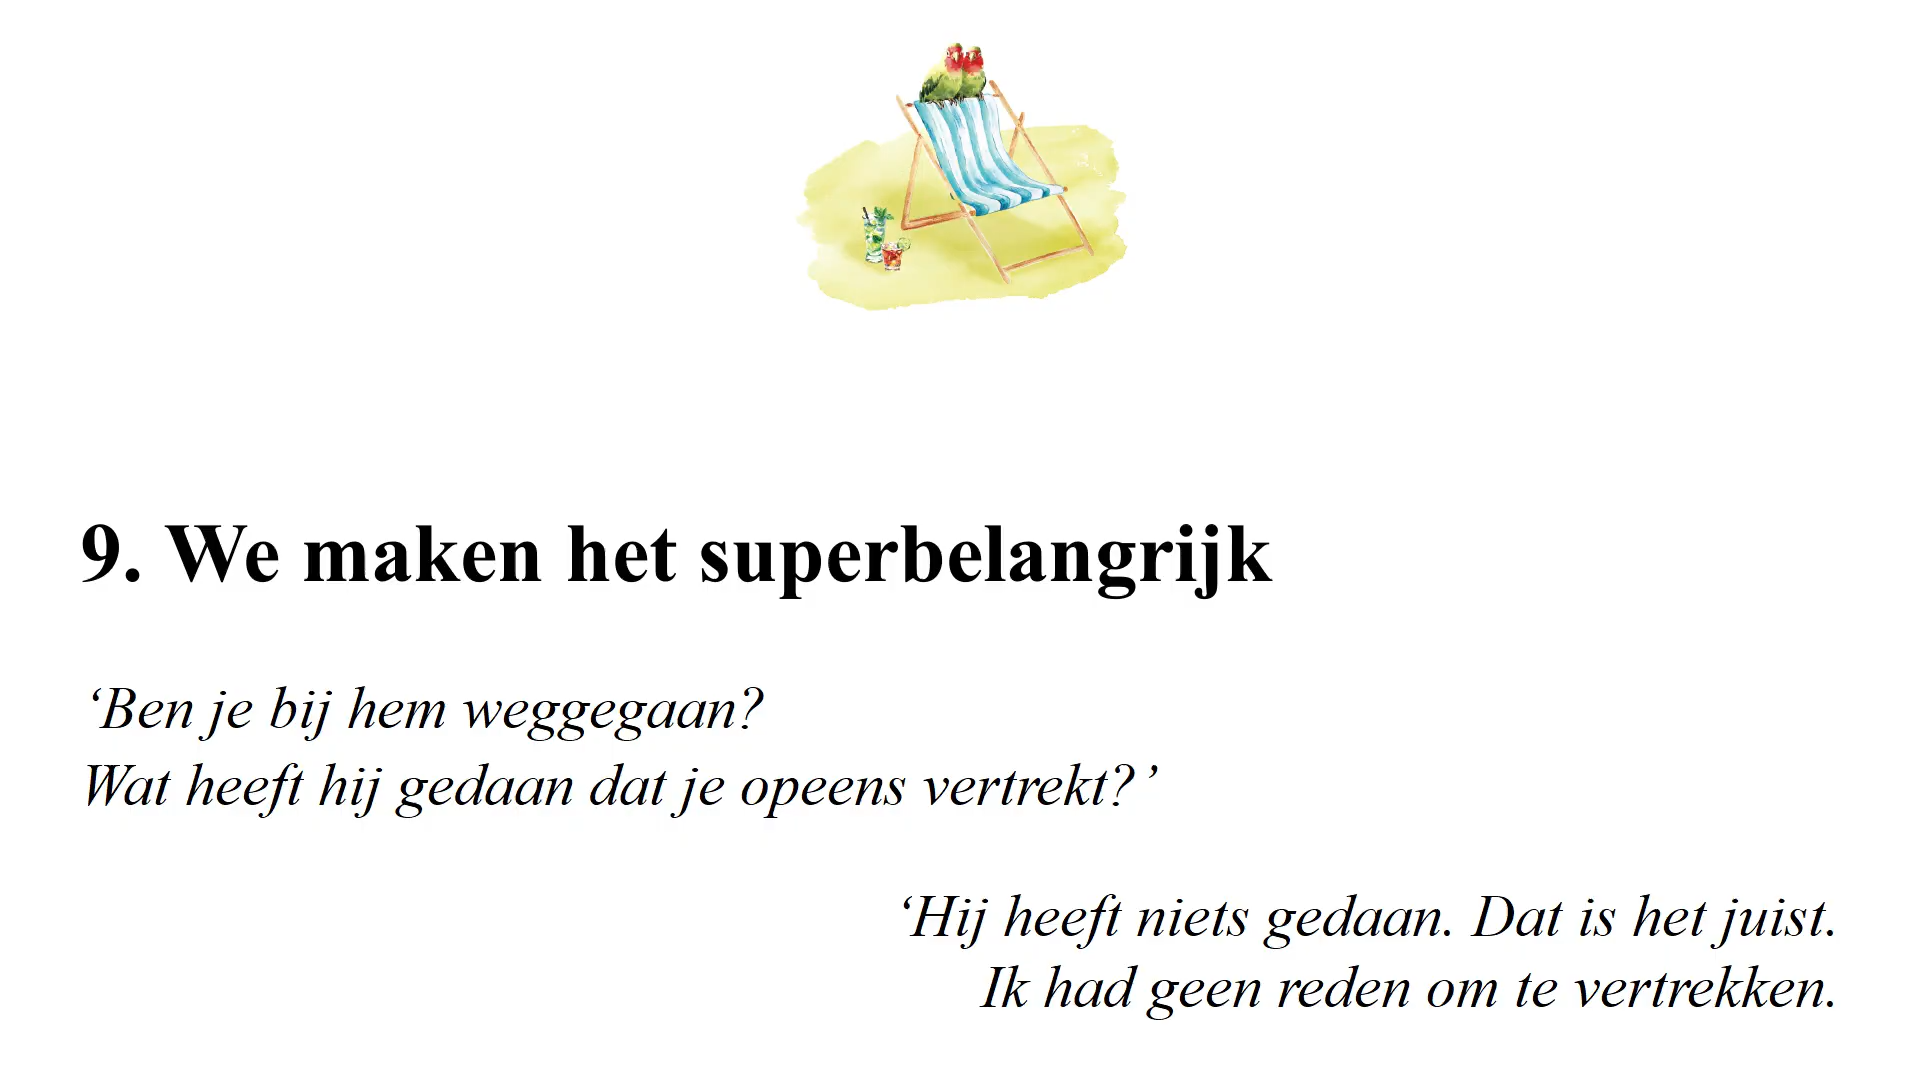 9. We maken het superbelangrijk
‘Ben je bij hem weggegaan?
Wat heeft hij gedaan dat je opeens vertrekt?’
‘Hij heeft niets gedaan. Dat is het juist.
Ik had geen reden om te vertrekken.